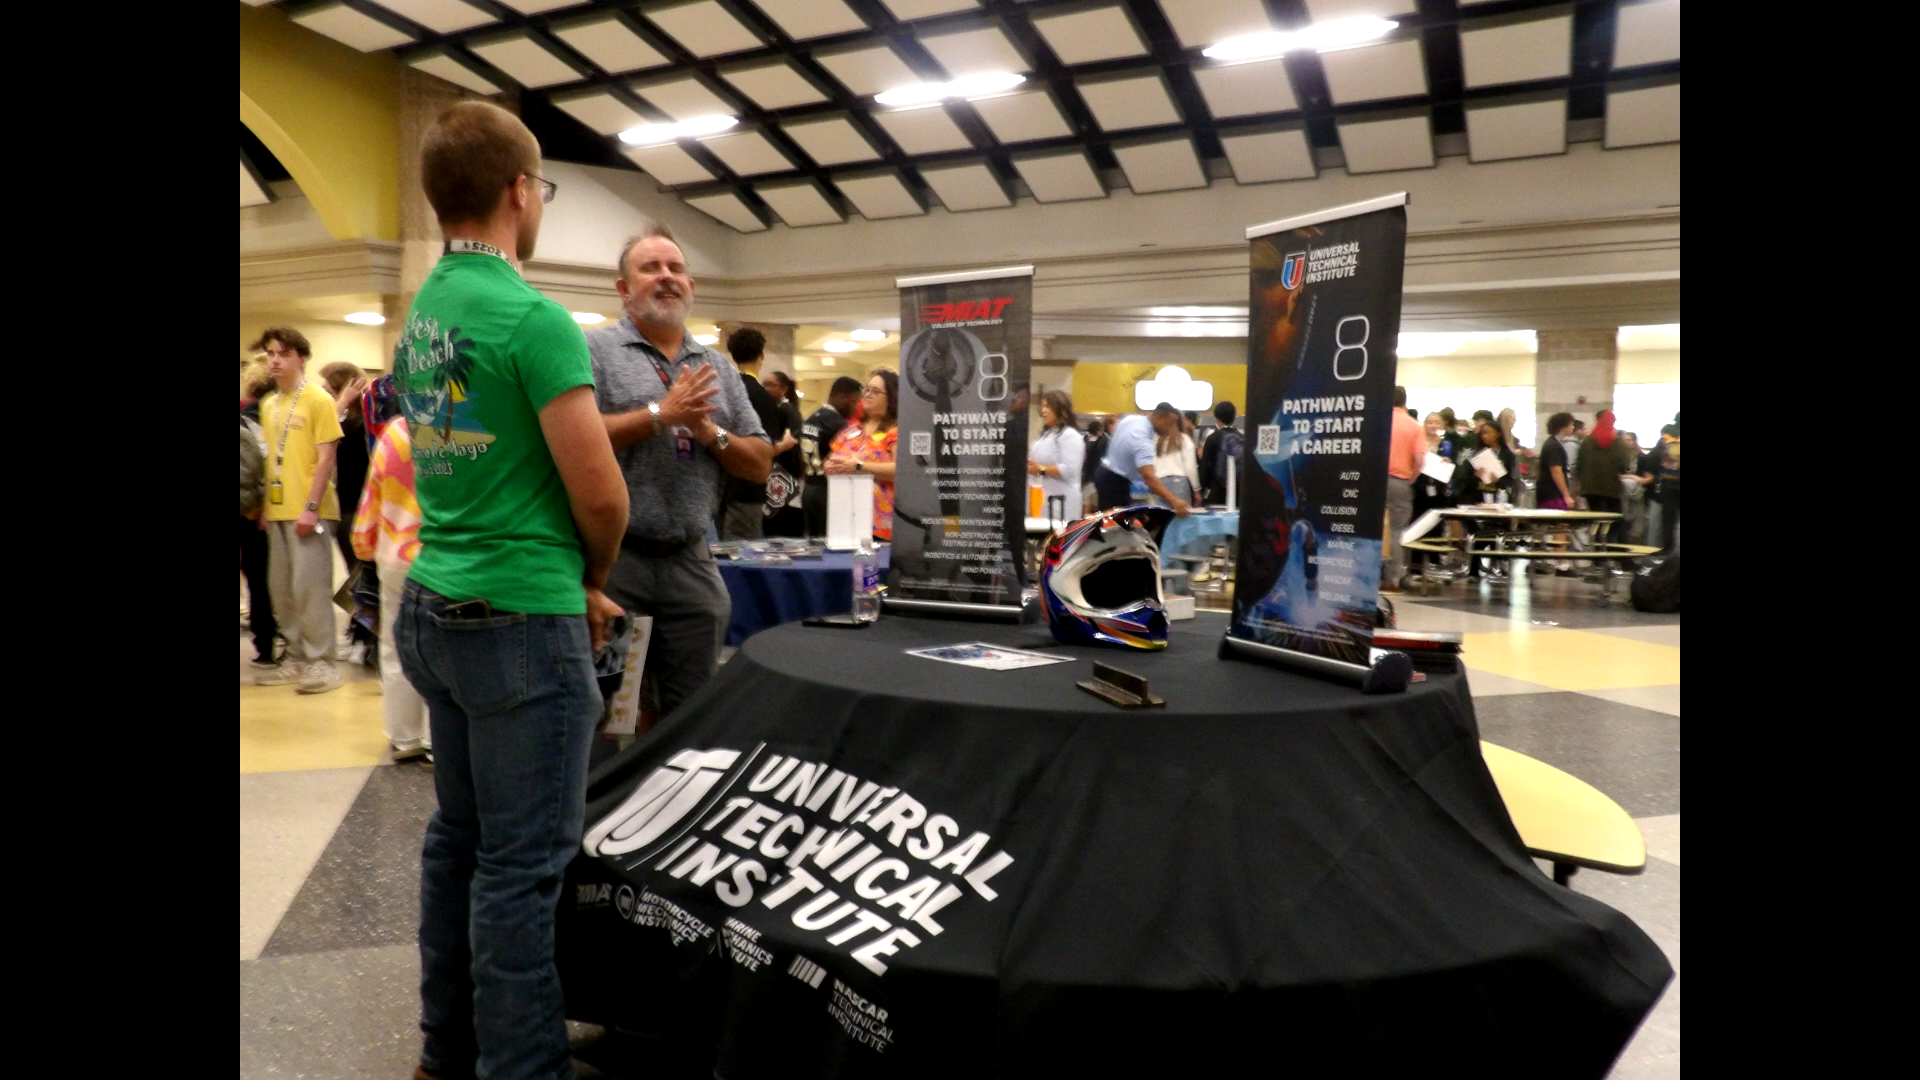 MIAT
COLLEGE OF TECHNOLOGY
8
PATHWAYS
TO START
A CAREER
AIRFRAME & POWERPLANT
AVIATION MAINTENANCE
ENERGY TECHNOLOGY
HVACR
INDUSTRIAL MAINTENANCE
NON-DESTRUCTIVE
TESTING & WELDING
ROBOTICS & AUTOMATION
WIND POWER
UNIVERSAL
TECHNICAL
INSTITUTE
8
PATHWAYS
TO START
A CAREER
AUTO
CNC
COLLISION
DIESEL
MARINE
MOTORCYCLE
NASCAR
WELDING
Beach
De Mayo
UNIVERSAL
TECHNICAL
INSTITUTE
MOTORCYCLE
MECHANICS
INSTITUTE
MARINE
NASCAR
TECHNICAL
INSTITUTE